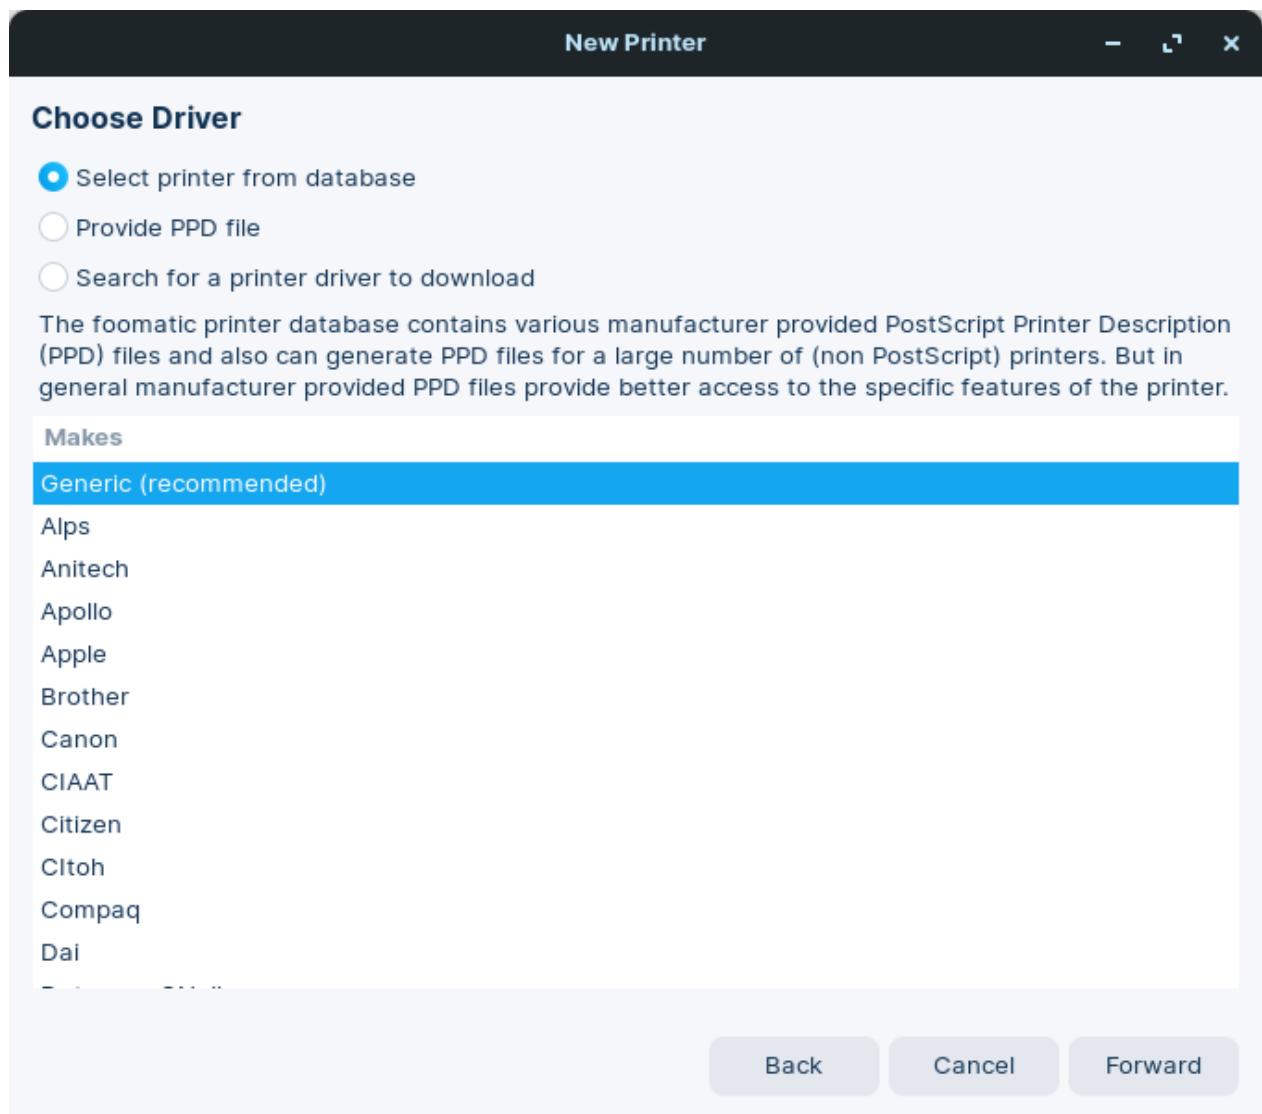 New Printer
Choose Driver
Select printer from database
Provide PPD file
Search for a printer driver to download
The foomatic printer database contains various manufacturer provided PostScript Printer Description
(PPD) files and also can generate PPD files for a large number of (non PostScript) printers. But in
general manufacturer provided PPD files provide better access to the specific features of the printer.
Makes
Generic (recommended)
Alps
Anitech
Apollo
Apple
Brother
Canon
CIAAT
Citizen
CItoh
Compaq
Dai
Back Cancel Forward